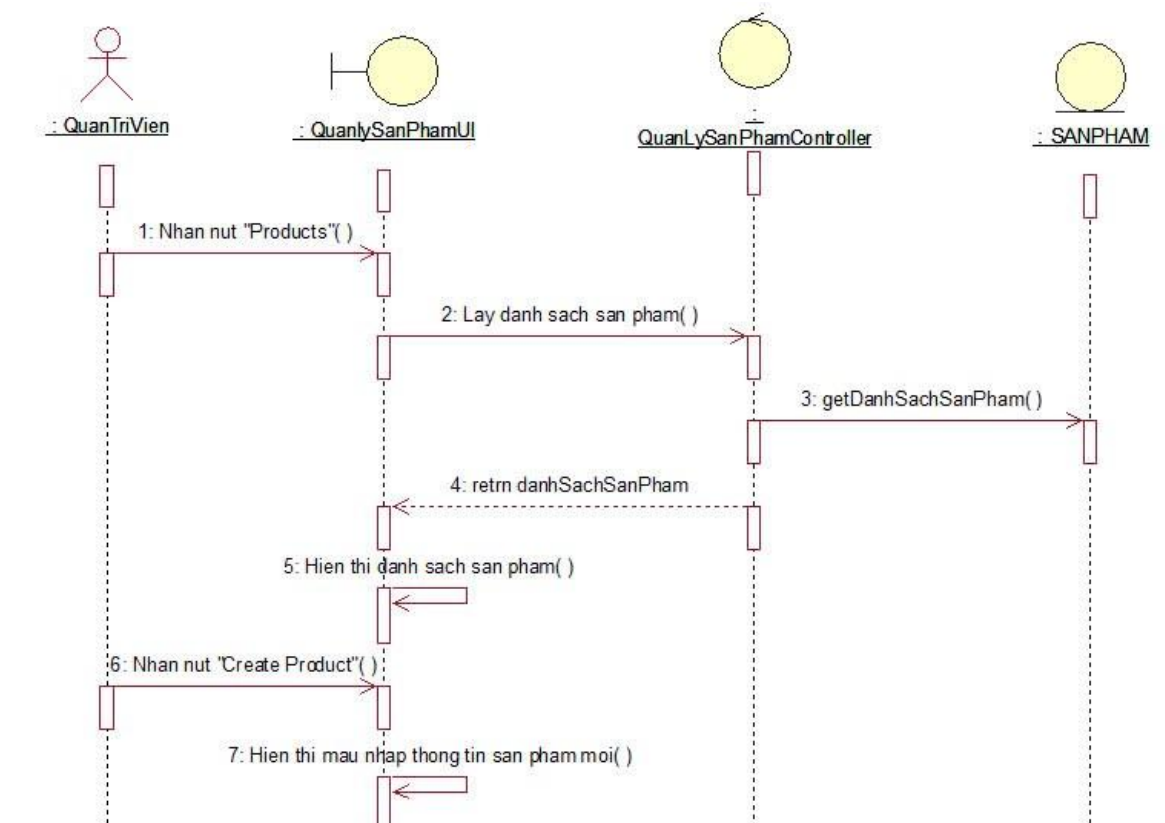 : QuanTriVien
: QuanlySanPhamUI
:
QuanLySanPhamController
: SANPHAM
1: Nhan nut "Products"( )
2: Lay danh sach san pham( )
3: getDanhSachSanPham( )
4: retrn danhSachSanPham
5: Hien thi danh sach san pham( )
6: Nhan nut "Create Product"( )
7: Hien thi mau nhap thong tin san pham moi( )